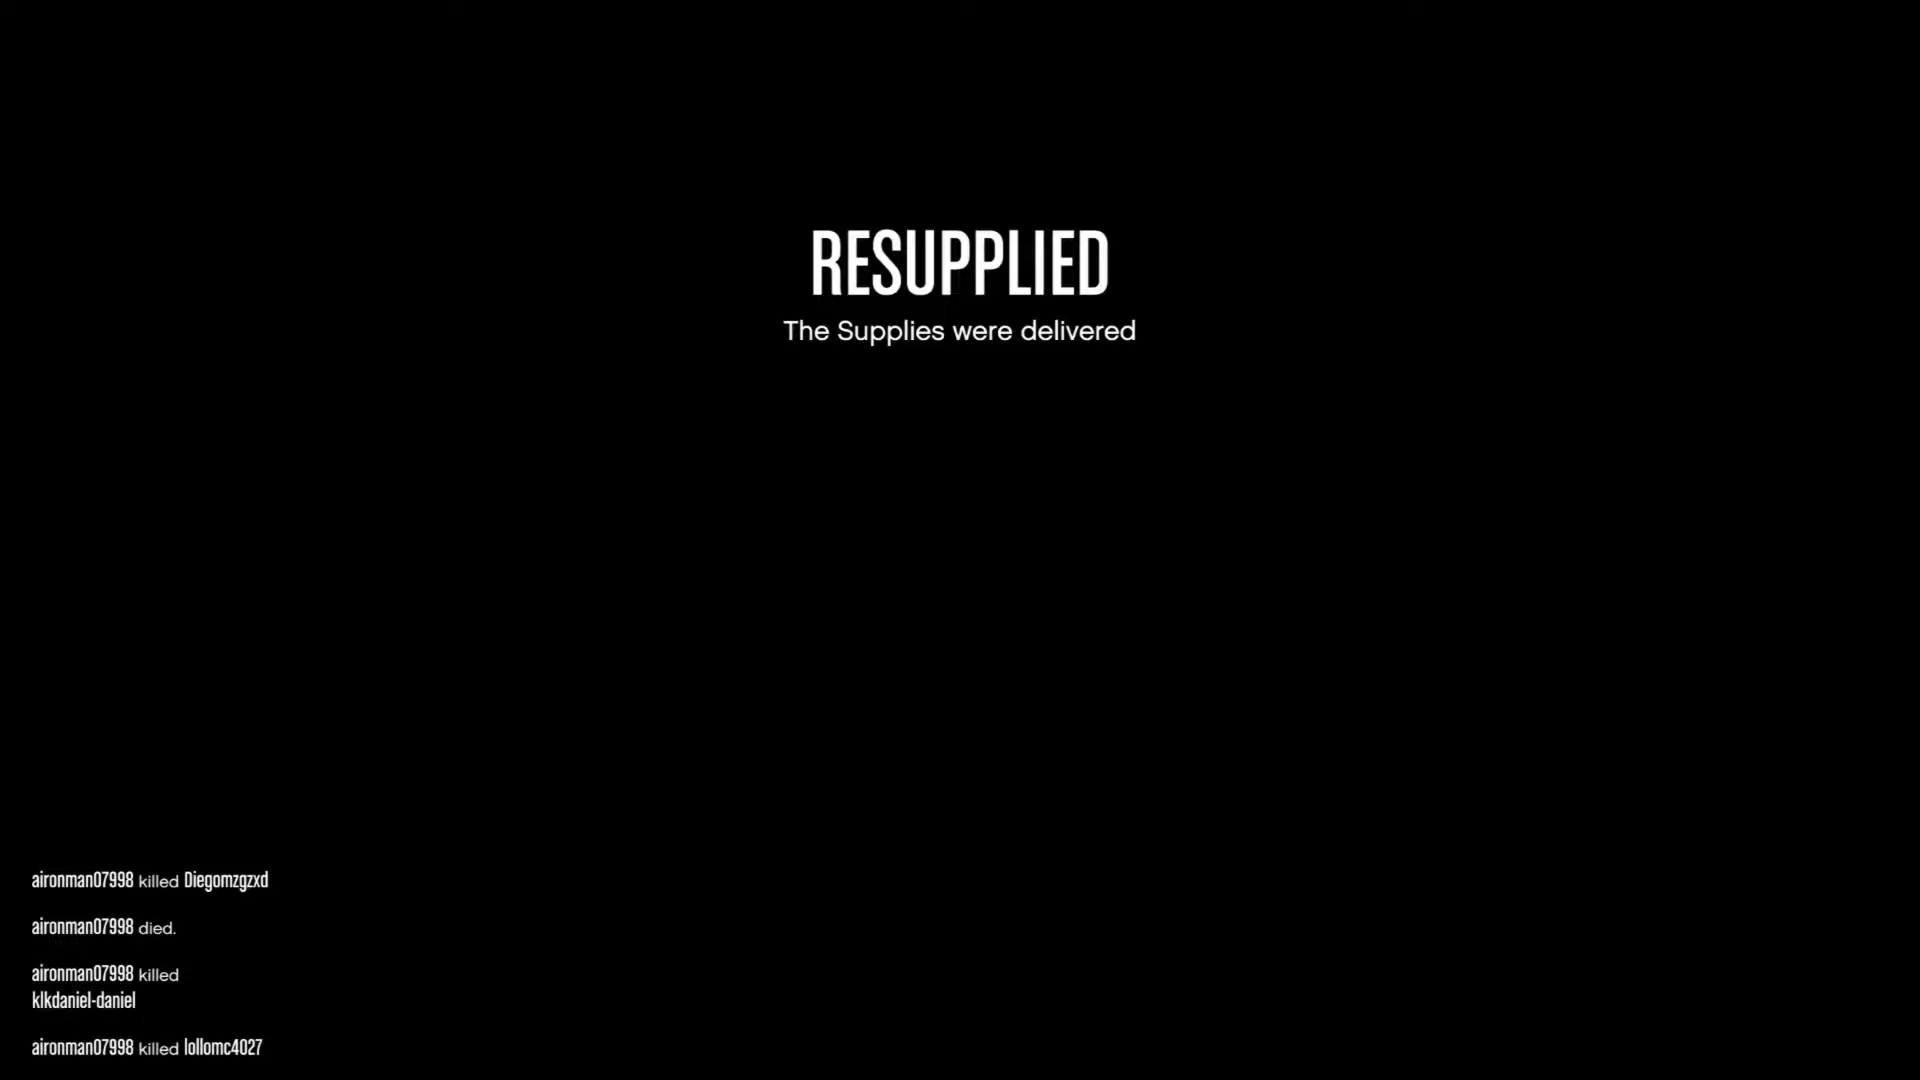 RESUPPLIED
The Supplies were delivered
aironman07998 killed Diegomzgzxd
aironman07998 died.
aironman07998 killed
klkdaniel-daniel
aironman07998 killed lollomc4027